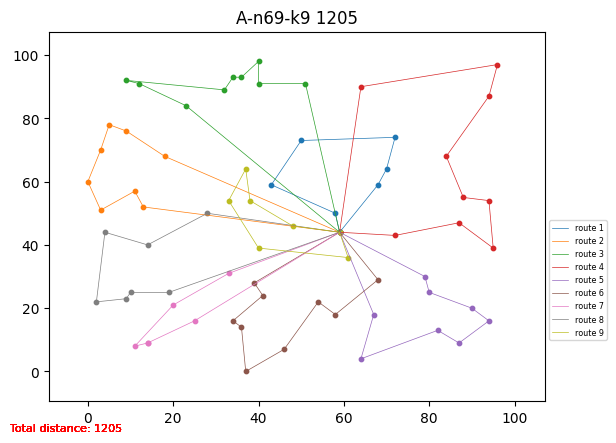 A-n69-k9 1205
100
80
60
40
20
0
0 20 40 60 80 100
route 1
route 2
route 3
route 4
route 5
route 6
route 7
route 8
route 9
Total distance: 1205